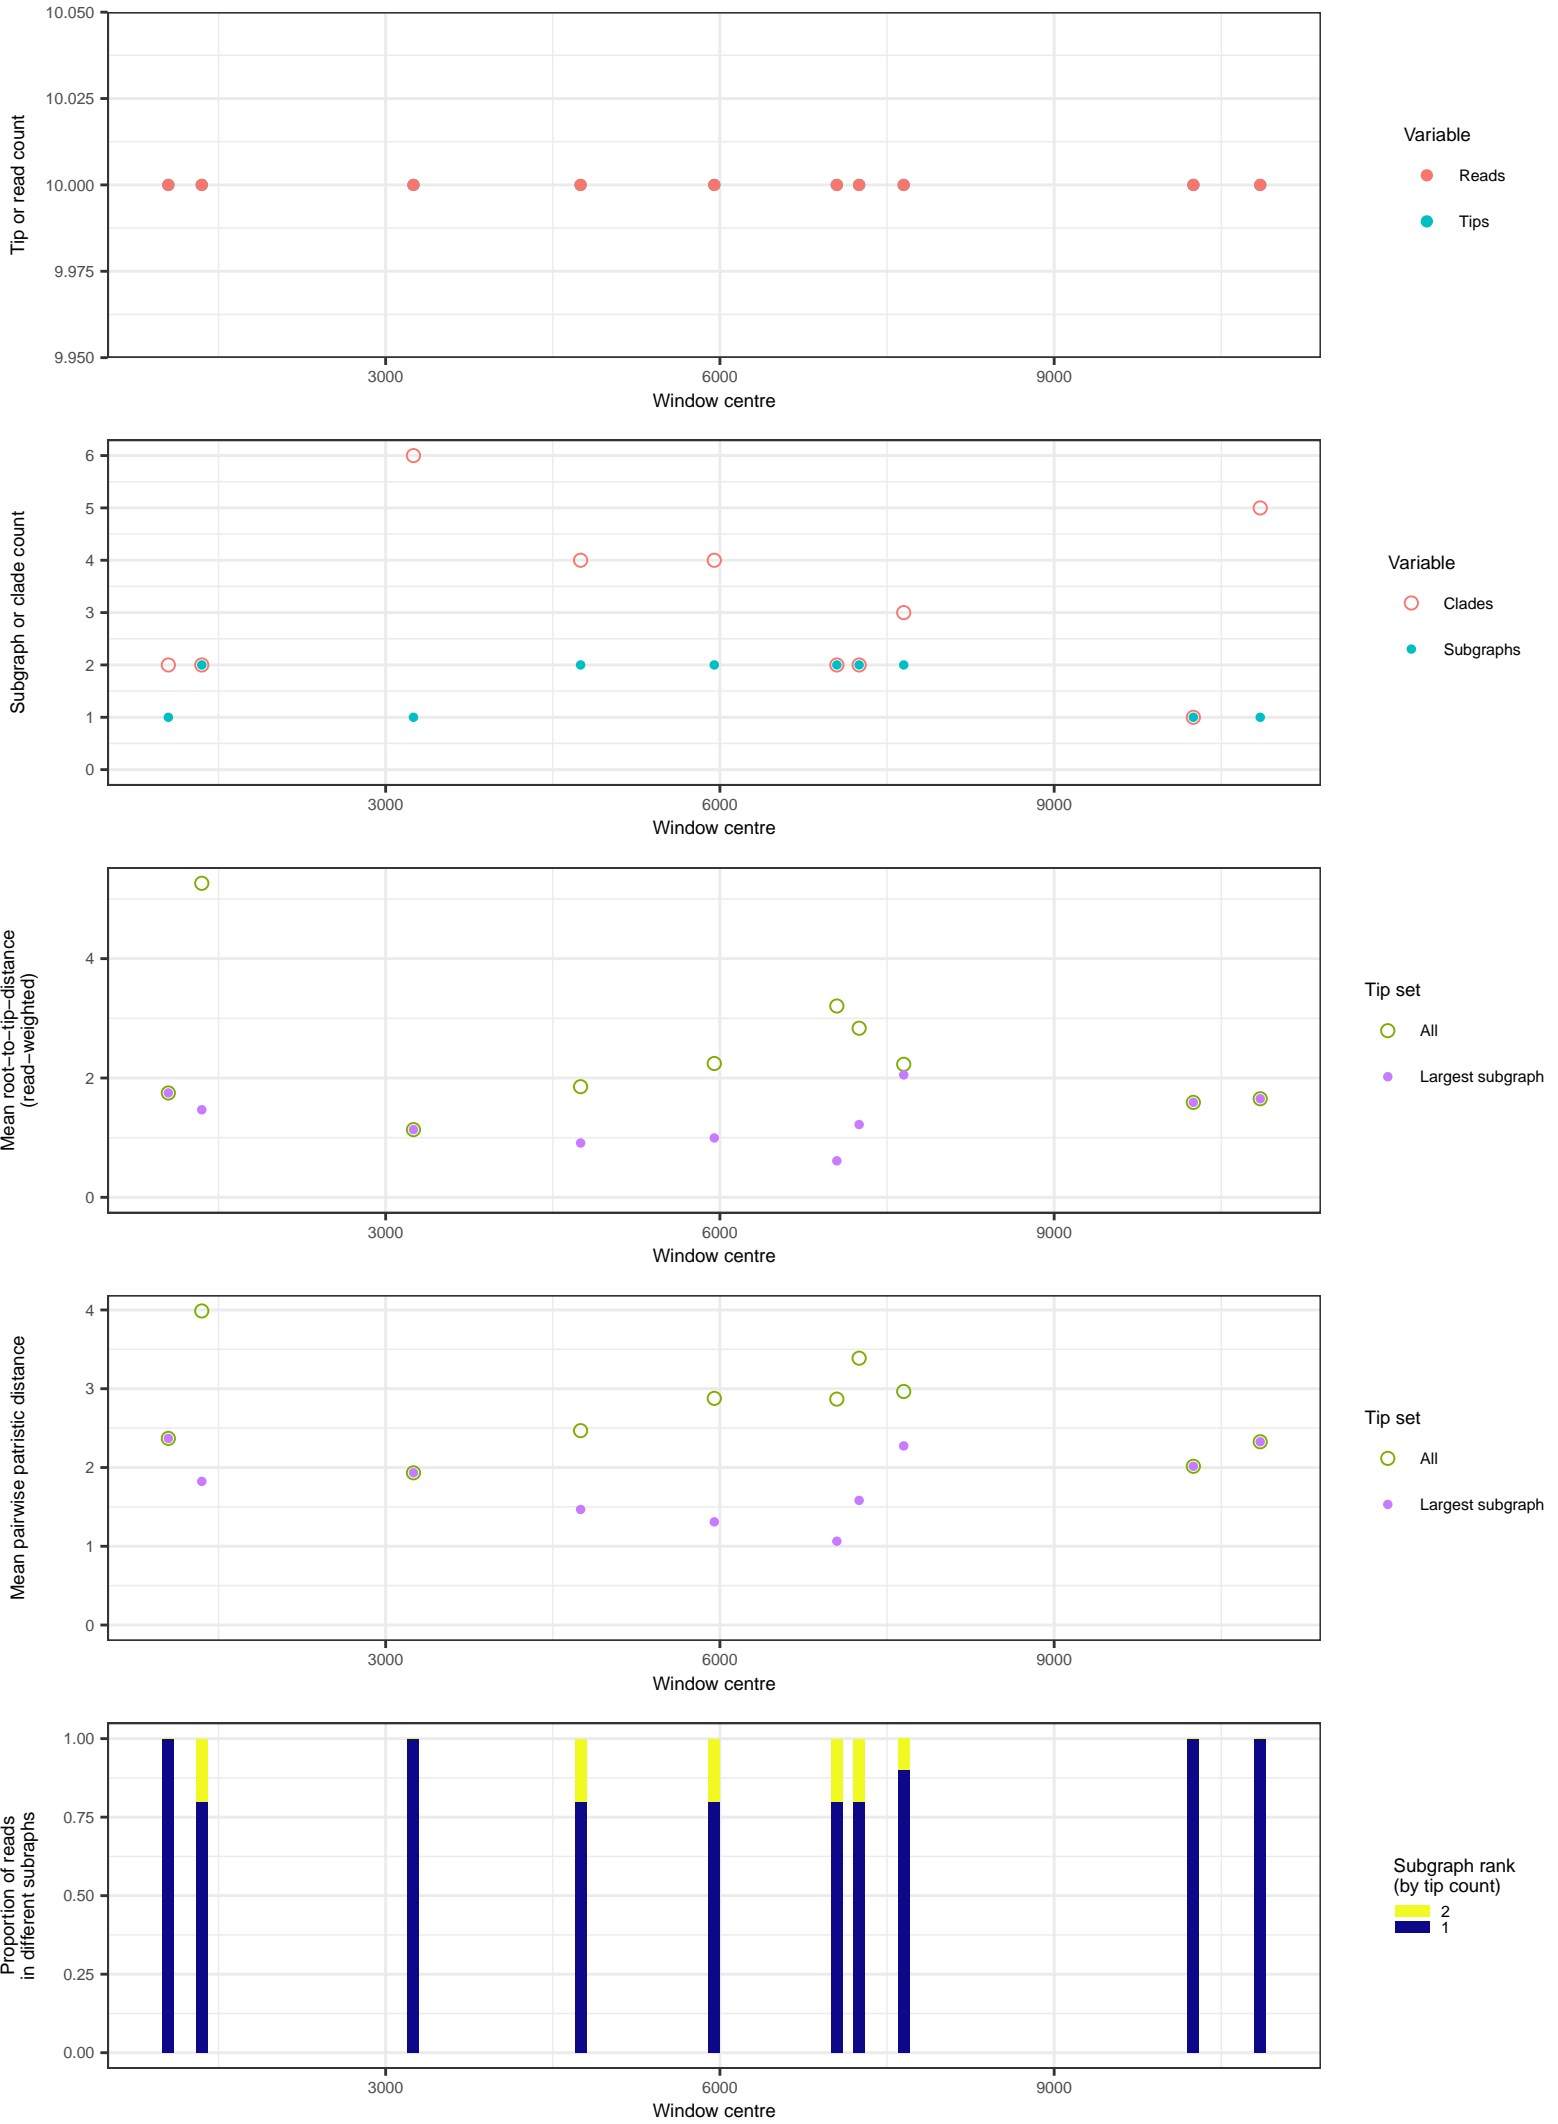 10.050
10.025
10.000
9.975
9.950
Tip or read count
3000 6000 9000
Window centre
Variable
Reads
Tips
6
5
4
3
2
1
0
Subgraph or clade count
3000 6000 9000
Window centre
Variable
Clades
Subgraphs
4
2
0
Mean root−to−tip−distance
(read−weighted)
3000 6000 9000
Window centre
Tip set
All
Largest subgraph
4
3
2
1
0
Mean pairwise patristic distance
3000 6000 9000
Window centre
Tip set
All
Largest subgraph
1.00
0.75
0.50
0.25
0.00
Proportion of reads
in different subraphs
3000 6000 9000
Window centre
Subgraph rank
(by tip count)
2
1